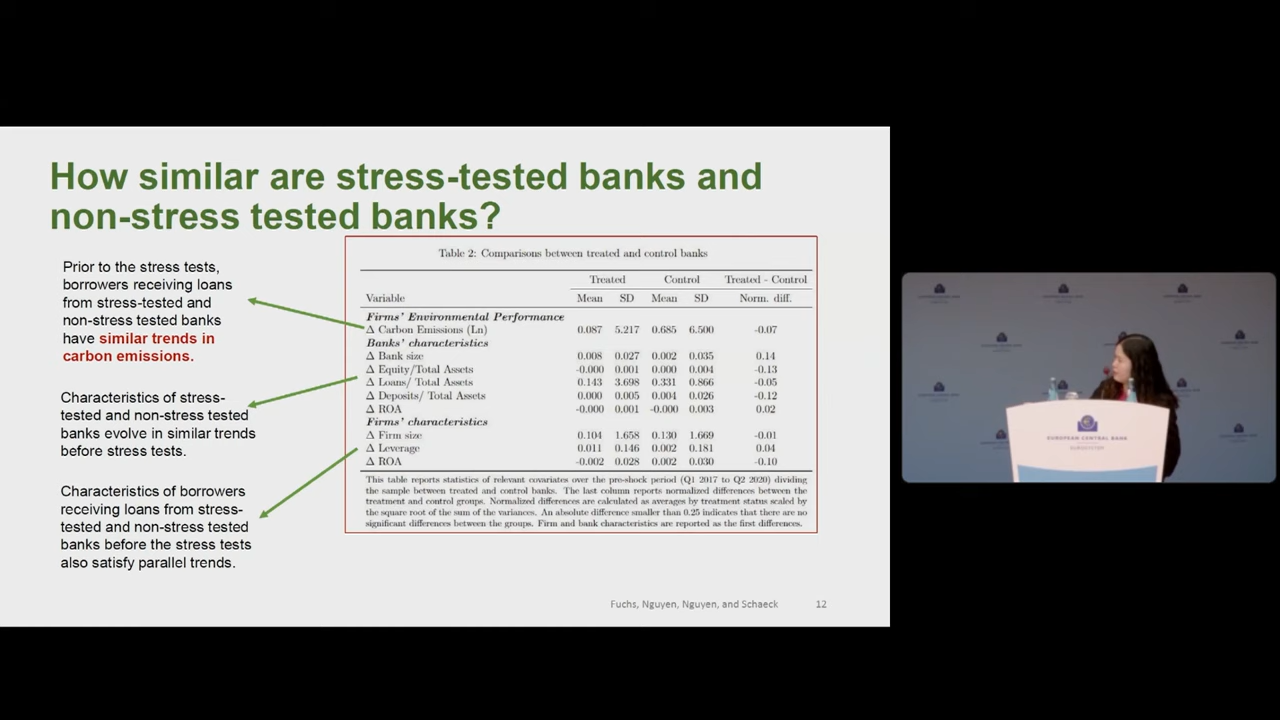 How similar are stress-tested banks and
non-stress tested banks?
Prior to the stress tests,
borrowers receiving loans
from stress-tested and
non-stress tested banks
have similar trends in
carbon emissions.
Characteristics of stress-
tested and non-stress tested
banks evolve in similar trends
before stress tests.
Characteristics of borrowers
receiving loans from stress-
tested and non-stress tested
banks before the stress tests
also satisfy parallel trends.
Table 2: Comparisons between treated and control banks
Treated Control Treated - Control
Variable Mean SD Mean SD Norm. diff.
Firms' Environmental Performance
Δ Carbon Emissions (Ln) 0.087 5.217 0.685 6.500 -0.07
Banks' characteristics
Δ Bank size 0.008 0.027 0.002 0.035 0.14
Δ Equity/Total Assets -0.000 0.001 0.000 0.004 -0.13
Δ Loans/ Total Assets 0.143 3.698 0.331 0.866 -0.05
Δ Deposits/ Total Assets 0.000 0.005 0.004 0.026 -0.12
Δ ROA -0.000 0.001 -0.000 0.003 0.02
Firms' characteristics
Δ Firm size 0.104 1.658 0.130 1.669 -0.01
Δ Leverage 0.011 0.146 0.002 0.181 0.04
Δ ROA -0.002 0.028 0.002 0.030 -0.10
This table reports statistics of relevant covariates over the pre-shock period (Q1 2017 to Q2 2020) dividing
the sample between treated and control banks. The last column reports normalized differences between the
treatment and control groups. Normalized differences are calculated as averages by treatment status scaled by
the square root of the sum of the variances. An absolute difference smaller than 0.25 indicates that there are no
significant differences between the groups. Firm and bank characteristics are reported as the first differences.
Fuchs, Nguyen, Nguyen, and Schaeck 12
EUROPEAN CENTRAL BANK